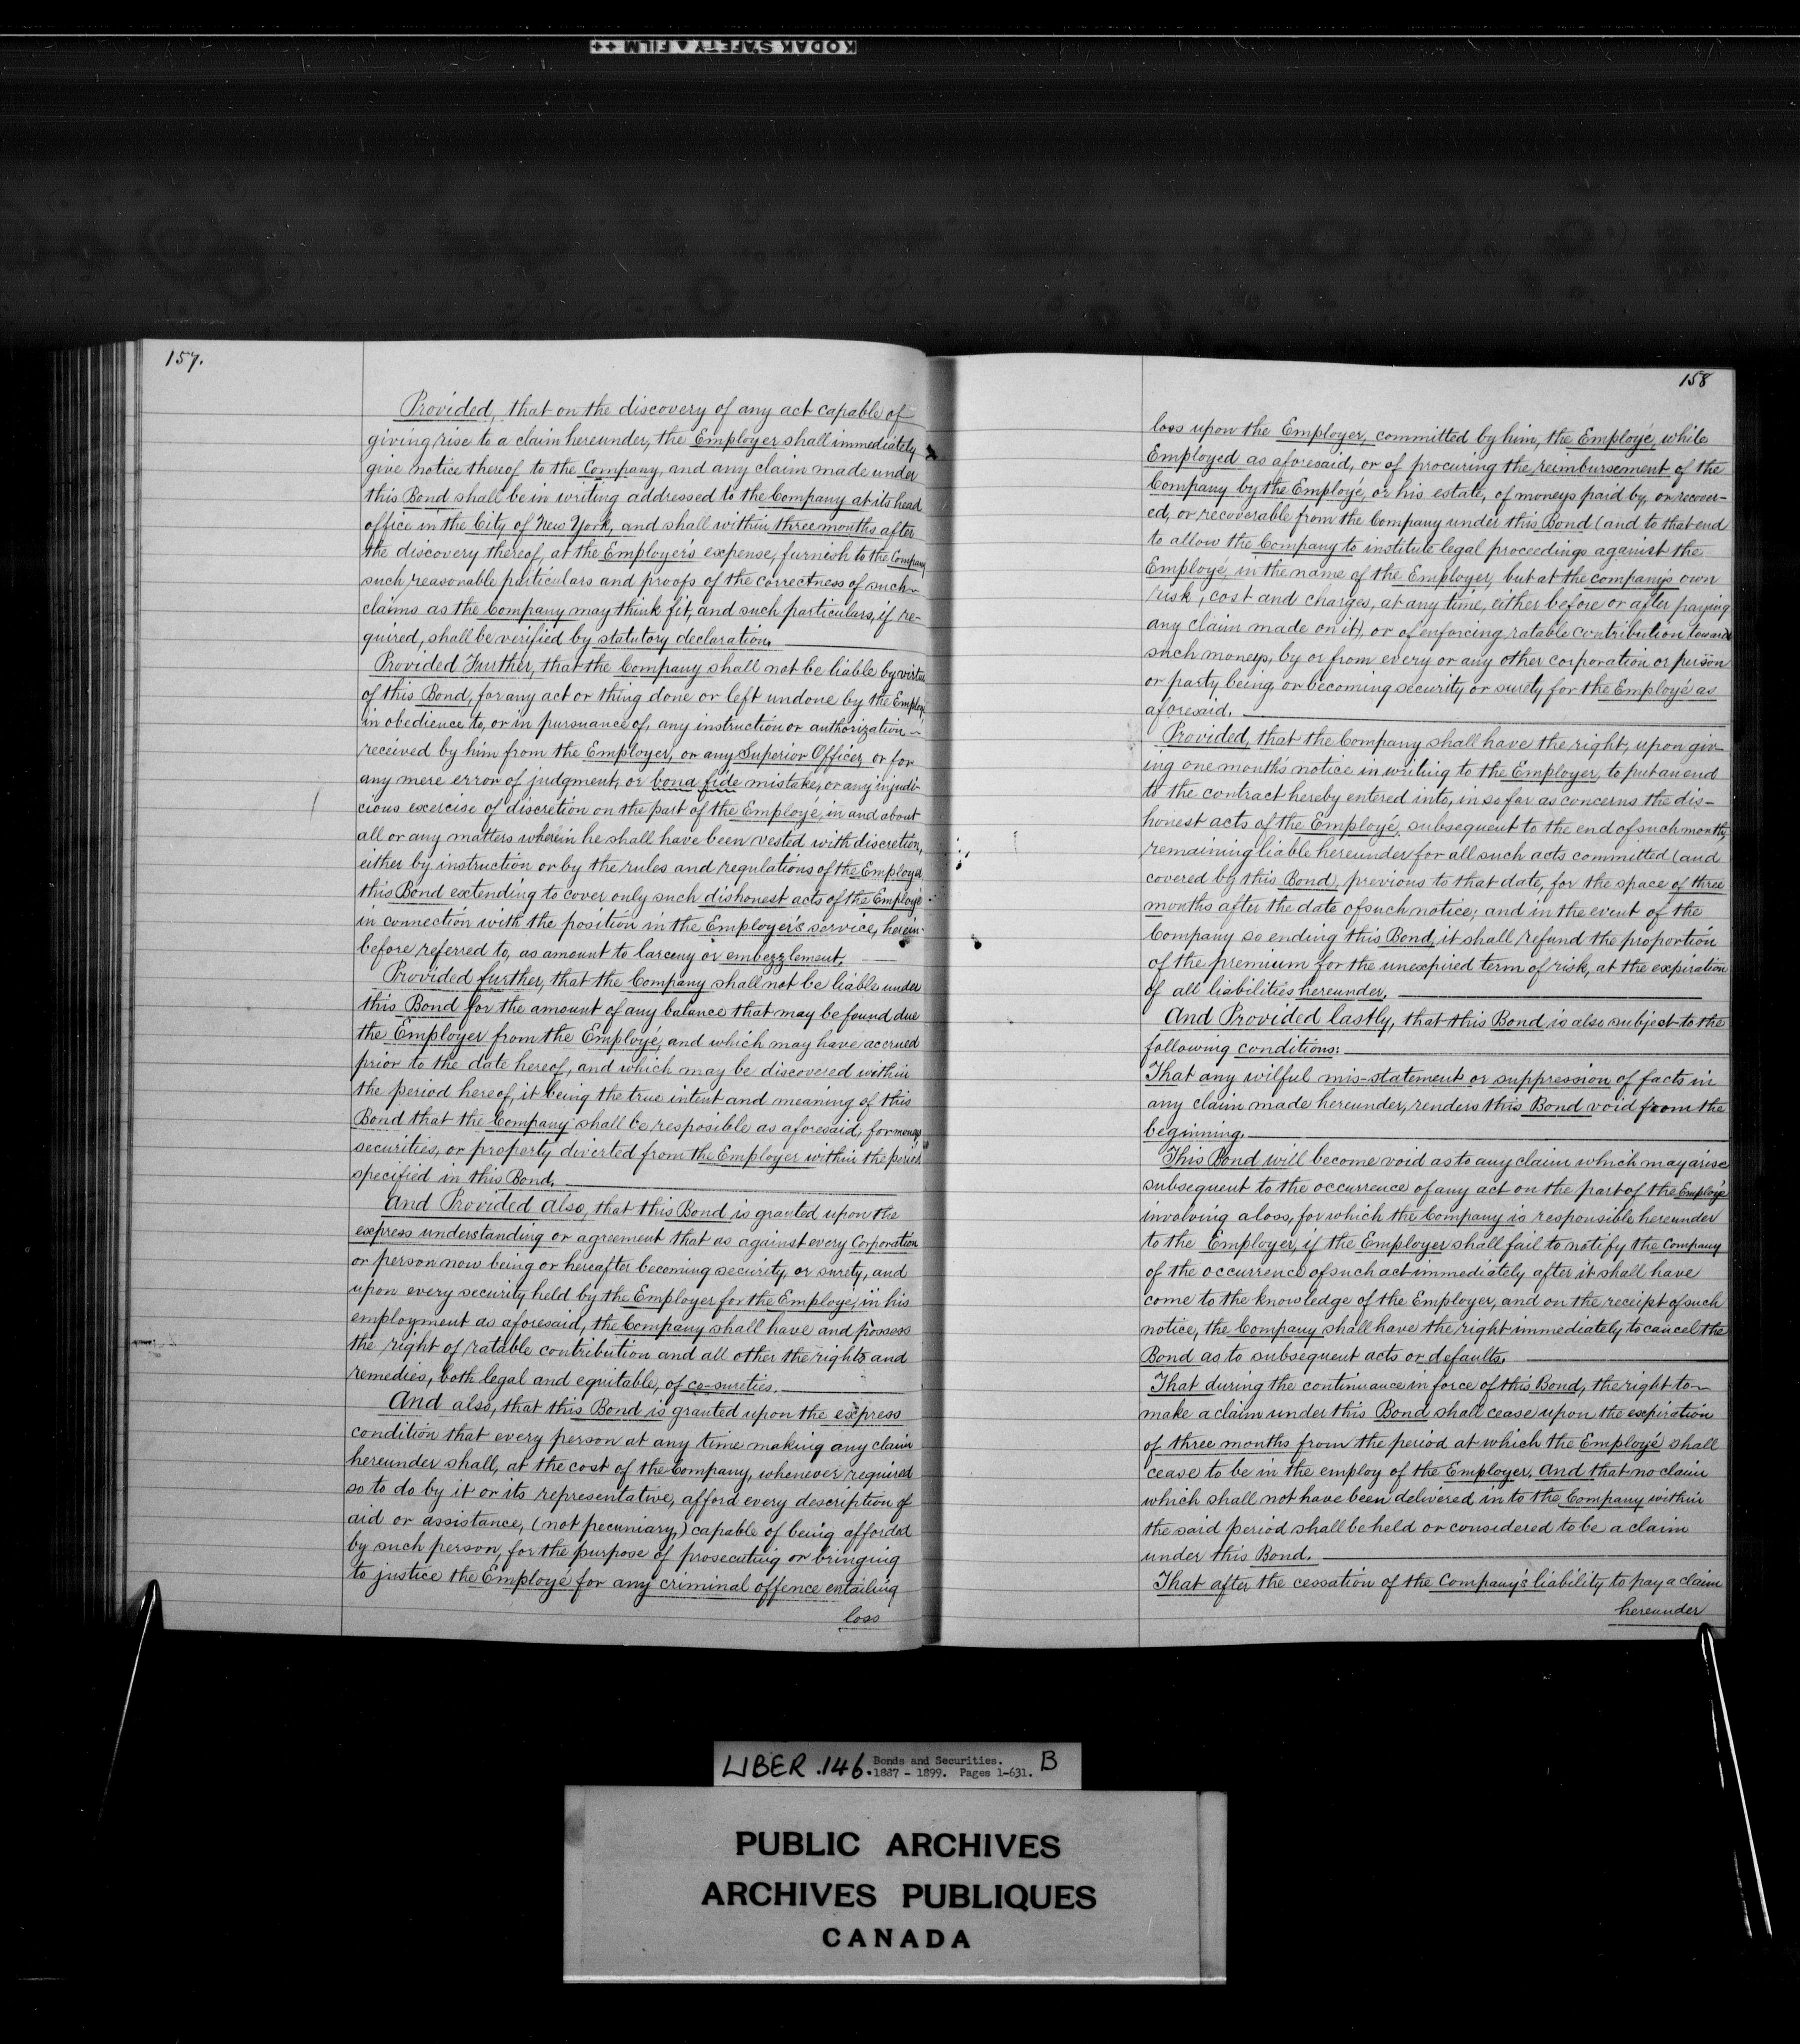 KODAK SAFETY ▲ FILM ++
157.
Provided, that on the discovery of any act capable of
giving rise to a claim hereunder, the Employer shall immediately
give notice thereof to the Company, and any claim made under
this Bond shall be in writing addressed to the Company at its head
office in the City of New York, and shall within three months after
the discovery thereof, at the Employer's expense, furnish to the Company
such reasonable particulars and proofs of the correctness of such
claims as the Company may think fit, and such particulars, if re-
quired, shall be verified by statutory declaration.
Provided Further, that the Company shall not be liable by virtue
of this Bond, for any act or thing done or left undone by the Employé,
in obedience to, or in pursuance of, any instruction or authorization
received by him from the Employer, or any Superior Officer, or for
any mere error of judgment, or bona fide mistake, or any injudi-
cious exercise of discretion on the part of the Employé, in and about
all or any matters wherein he shall have been vested with discretion,
either by instruction or by the rules and regulations of the Employer,
this Bond extending to cover only such dishonest acts of the Employé
in connection with the position in the Employer's service, herein-
before referred to, as amount to larceny or embezzlement.
Provided further, that the Company shall not be liable under
this Bond for the amount of any balance that may be found due
the Employer from the Employé, and which may have accrued
prior to the date hereof, and which may be discovered within
the period hereof, it being the true intent and meaning of this
Bond that the Company shall be resposible as aforesaid, for moneys
securities, or property diverted from the Employer within the period
specified in this Bond.
And Provided also, that this Bond is granted upon the
express understanding or agreement that as against every Corporation
or person now being or hereafter becoming security or surety, and
upon every security held by the Employer for the Employé, in his
employment as aforesaid, the Company shall have and possess
the right of ratable contribution and all other the rights and
remedies, both legal and equitable, of co-sureties.
And also, that this Bond is granted upon the express
condition that every person at any time making any claim
hereunder shall, at the cost of the Company, whenever required
so to do by it or its representative, afford every description of
aid or assistance, (not pecuniary,) capable of being afforded
by such person, for the purpose of prosecuting or bringing
to justice the Employé for any criminal offence entailing
loss
158
loss upon the Employer, committed by him, the Employé, while
Employed as aforesaid, or of procuring the reimbursement of the
Company by the Employé, or his estate, of moneys paid by, or recover-
ed, or recoverable from the Company under this Bond (and to that end
to allow the Company to institute legal proceedings against the
Employé, in the name of the Employer, but at the company's own
risk, cost and charges, at any time, either before or after paying
any claim made on it), or of enforcing ratable contribution towards
such moneys, by or from every or any other corporation or person
or party being or becoming security or surety for the Employé as
aforesaid.
Provided, that the Company shall have the right, upon giv-
ing one month's notice in writing to the Employer, to put an end
to the contract hereby entered into, in so far as concerns the dis-
honest acts of the Employé, subsequent to the end of such month,
remaining liable hereunder for all such acts committed (and
covered by this Bond), previous to that date, for the space of three
months after the date of such notice; and in the event of the
Company so ending this Bond, it shall refund the proportion
of the premium for the unexpired term of risk, at the expiration
of all liabilities hereunder.
And Provided lastly, that this Bond is also subject to the
following conditions:
That any wilful mis-statement or suppression of facts in
any claim made hereunder, renders this Bond void from the
beginning.
This Bond will become void as to any claim which may arise
subsequent to the occurrence of any act on the part of the Employé
involving a loss, for which the Company is responsible hereunder
to the Employer, if the Employer shall fail to notify the Company
of the occurrence of such act immediately after it shall have
come to the knowledge of the Employer, and on the receipt of such
notice, the Company shall have the right immediately to cancel the
Bond as to subsequent acts or defaults.
That during the continuance in force of this Bond, the right to
make a claim under this Bond shall cease upon the expiration
of three months from the period at which the Employé shall
cease to be in the employ of the Employer. And that no claim
which shall not have been delivered in to the Company within
the said period shall be held or considered to be a claim
under this Bond.
That after the cessation of the Company's liability to pay a claim
hereunder
LIBER .146. Bonds and Securities. B
1887 - 1899. Pages 1-631.
PUBLIC ARCHIVES
ARCHIVES PUBLIQUES
CANADA